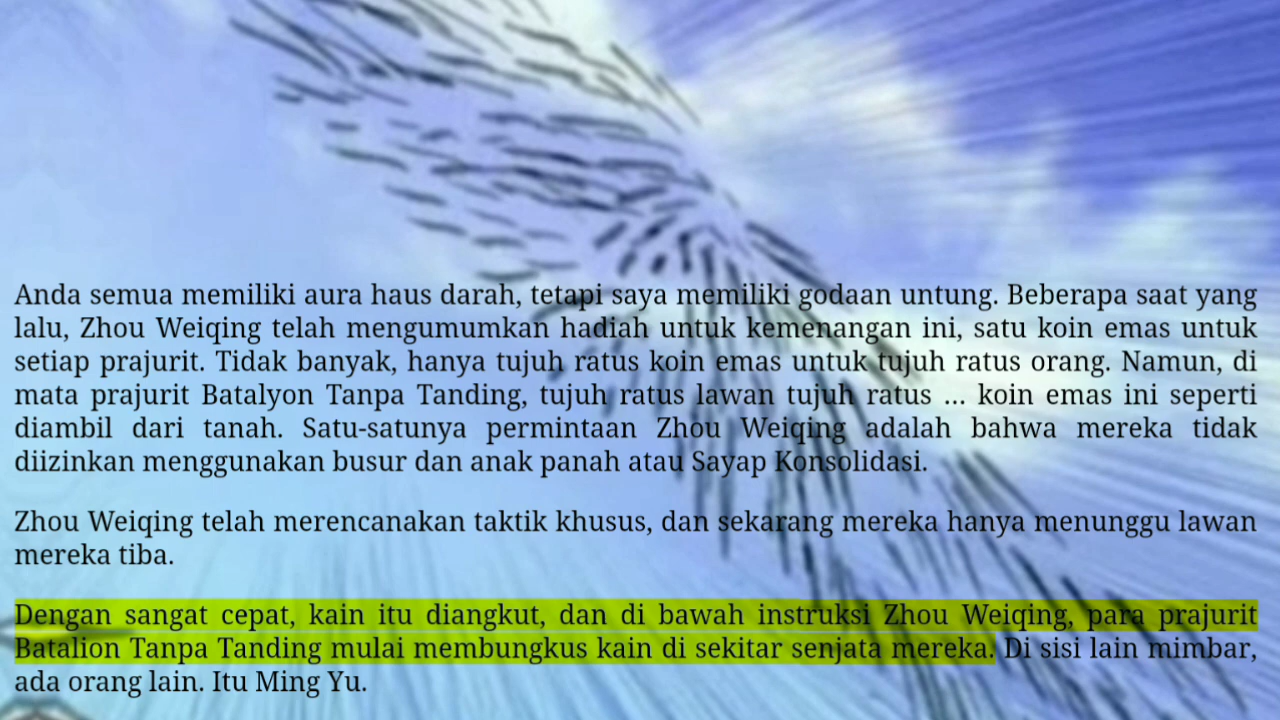 Anda semua memiliki aura haus darah, tetapi saya memiliki godaan untung. Beberapa saat yang
lalu, Zhou Weiqing telah mengumumkan hadiah untuk kemenangan ini, satu koin emas untuk
setiap prajurit. Tidak banyak, hanya tujuh ratus koin emas untuk tujuh ratus orang. Namun, di
mata prajurit Batalyon Tanpa Tanding, tujuh ratus lawan tujuh ratus ... koin emas ini seperti
diambil dari tanah. Satu-satunya permintaan Zhou Weiqing adalah bahwa mereka tidak
diizinkan menggunakan busur dan anak panah atau Sayap Konsolidasi.
Zhou Weiqing telah merencanakan taktik khusus, dan sekarang mereka hanya menunggu lawan
mereka tiba.
Dengan sangat cepat, kain itu diangkut, dan di bawah instruksi Zhou Weiqing, para prajurit
Batalion Tanpa Tanding mulai membungkus kain di sekitar senjata mereka. Di sisi lain mimbar,
ada orang lain. Itu Ming Yu.